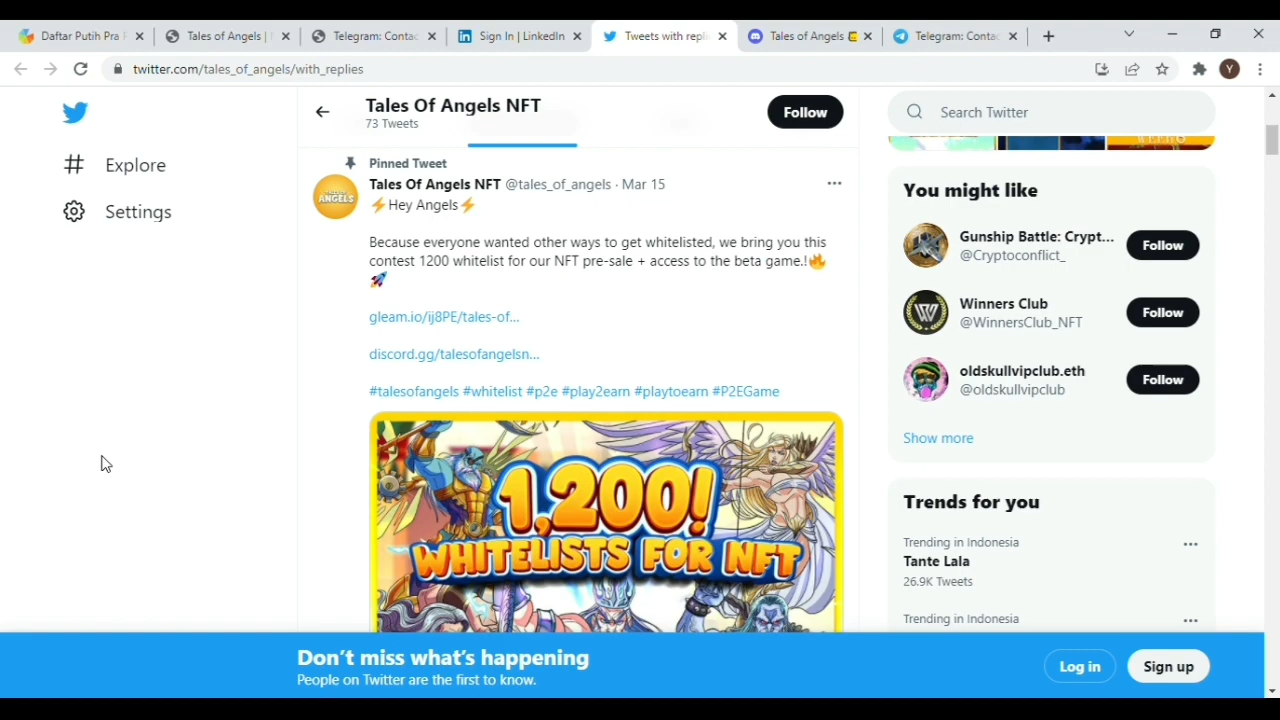 Daftar Putih Pra
Tales of Angels |
Telegram: Contac
Sign In | LinkedIn
Tweets with repli
Tales of Angels
Telegram: Contac
twitter.com/tales_of_angels/with_replies
Y
Tales Of Angels NFT
73 Tweets
Follow
Search Twitter
Explore
Settings
Pinned Tweet
Tales Of Angels NFT @tales_of_angels · Mar 15
⚡Hey Angels⚡
Because everyone wanted other ways to get whitelisted, we bring you this
contest 1200 whitelist for our NFT pre-sale + access to the beta game.!🔥
🚀
gleam.io/ij8PE/tales-of...
discord.gg/talesofangelsn...
#talesofangels #whitelist #p2e #play2earn #playtoearn #P2EGame
ANGELS
1,200!
WHITELISTS FOR NFT
You might like
Gunship Battle: Crypt...
@Cryptoconflict_
Follow
Winners Club
@WinnersClub_NFT
Follow
oldskullvipclub.eth
@oldskullvipclub
Follow
Show more
Trends for you
Trending in Indonesia
Tante Lala
26.9K Tweets
Trending in Indonesia
Don't miss what's happening
People on Twitter are the first to know.
Log in
Sign up